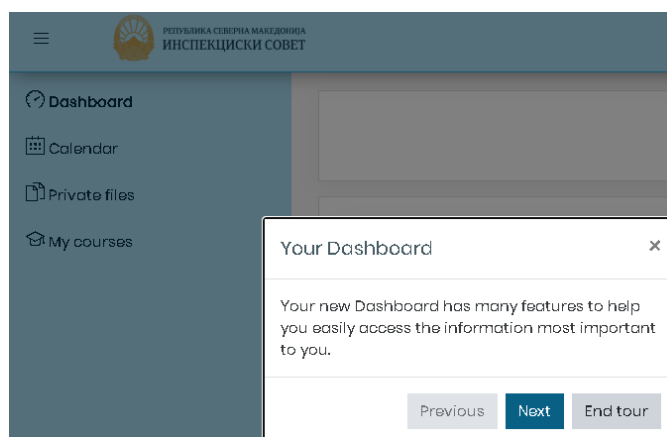 РЕПУБЛИКА СЕВЕРНА МАКЕДОНИЈА
ИНСПЕКЦИСКИ СОВЕТ
Dashboard
Calendar
Private files
My courses
Your Dashboard ×
Your new Dashboard has many features to help
you easily access the information most important
to you.
Previous Next End tour